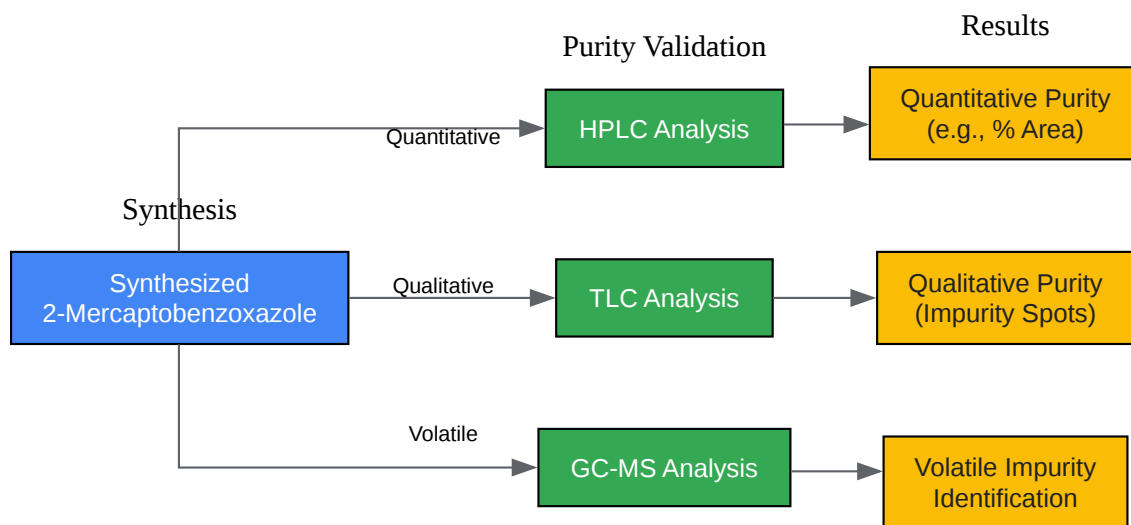 Results
Purity Validation
Quantitative Purity
(e.g., % Area)
HPLC Analysis
Quantitative
Synthesis
Synthesized
2-Mercaptobenzoxazole
Qualitative
TLC Analysis
Qualitative Purity
(Impurity Spots)
Volatile
GC-MS Analysis
Volatile Impurity
Identification